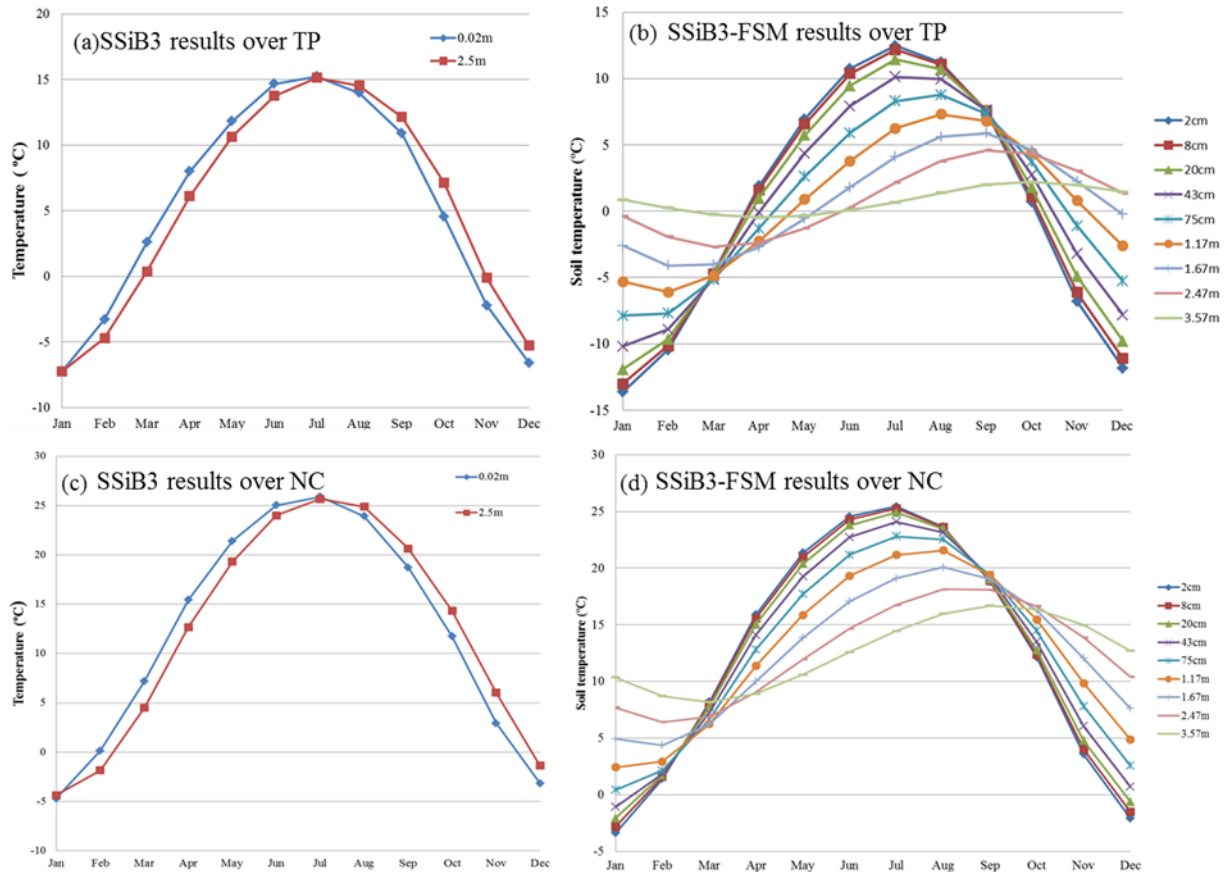 (a)SSiB3 results over TP
0.02m
2.5m
Temperature ( °C)
20
15
10
5
0
-5
-10
Jan Feb Mar Apr May Jun Jul Aug Sep Oct Nov Dec
(b) SSiB3-FSM results over TP
Soil temperature (°C)
15
10
5
0
-5
-10
-15
Jan Feb Mar Apr May Jun Jul Aug Sep Oct Nov Dec
2cm
8cm
20cm
43cm
75cm
1.17m
1.67m
2.47m
3.57m
(c) SSiB3 results over NC
0.02m
2.5m
Temperature (°C)
30
25
20
15
10
5
0
-5
-10
Jan Feb Mar Apr May Jun Jul Aug Sep Oct Nov Dec
(d) SSiB3-FSM results over NC
Soil temperature (°C)
30
25
20
15
10
5
0
-5
Jan Feb Mar Apr May Jun Jul Aug Sep Oct Nov Dec
2cm
8cm
20cm
43cm
75cm
1.17m
1.67m
2.47m
3.57m